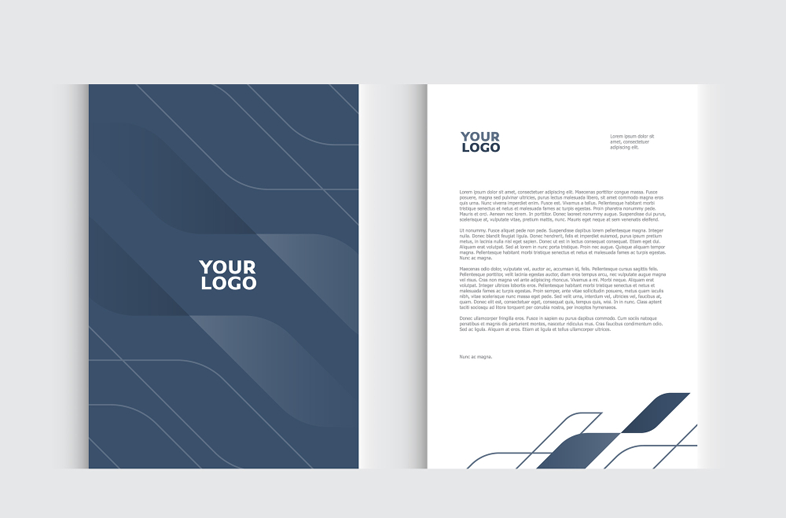 YOUR
LOGO
YOUR
LOGO
Lorem ipsum dolor sit
amet, consectetuer
adipiscing elit.
Lorem ipsum dolor sit amet, consectetuer adipiscing elit. Maecenas porttitor congue massa. Fusce
posuere, magna sed pulvinar ultricies, purus lectus malesuada libero, sit amet commodo magna eros
quis urna. Nunc viverra imperdiet enim. Fusce est. Vivamus a tellus. Pellentesque habitant morbi
tristique senectus et netus et malesuada fames ac turpis egestas. Proin pharetra nonummy pede.
Mauris et orci. Aenean nec lorem. In porttitor. Donec laoreet nonummy augue. Suspendisse dui purus,
scelerisque at, vulputate vitae, pretium mattis, nunc. Mauris eget neque at sem venenatis eleifend.
Ut nonummy. Fusce aliquet pede non pede. Suspendisse dapibus lorem pellentesque magna. Integer
nulla. Donec blandit feugiat ligula. Donec hendrerit, felis et imperdiet euismod, purus ipsum pretium
metus, in lacinia nulla nisl eget sapien. Donec ut est in lectus consequat consequat. Etiam eget dui.
Aliquam erat volutpat. Sed at lorem in nunc porta tristique. Proin nec augue. Quisque aliquam tempor
magna. Pellentesque habitant morbi tristique senectus et netus et malesuada fames ac turpis egestas.
Nunc ac magna.
Maecenas odio dolor, vulputate vel, auctor ac, accumsan id, felis. Pellentesque cursus sagittis felis.
Pellentesque porttitor, velit lacinia egestas auctor, diam eros tempus arcu, nec vulputate augue magna
vel risus. Cras non magna vel ante adipiscing rhoncus. Vivamus a mi. Morbi neque. Aliquam erat
volutpat. Integer ultrices lobortis eros. Pellentesque habitant morbi tristique senectus et netus et
malesuada fames ac turpis egestas. Proin semper, ante vitae sollicitudin posuere, metus quam iaculis
nibh, vitae scelerisque nunc massa eget pede. Sed velit urna, interdum vel, ultricies vel, faucibus at,
quam. Donec elit est, consectetuer eget, consequat quis, tempus quis, wisi. In in nunc. Class aptent
taciti sociosqu ad litora torquent per conubia nostra, per inceptos hymenaeos.
Donec ullamcorper fringilla eros. Fusce in sapien eu purus dapibus commodo. Cum sociis natoque
penatibus et magnis dis parturient montes, nascetur ridiculus mus. Cras faucibus condimentum odio.
Sed ac ligula. Aliquam at eros. Etiam at ligula et tellus ullamcorper ultrices.
Nunc ac magna.